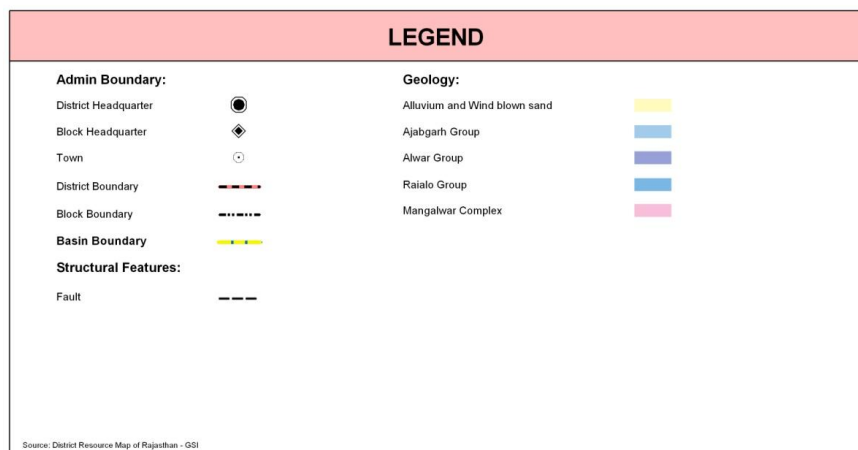 LEGEND
Admin Boundary:
District Headquarter
Block Headquarter
Town
District Boundary
Block Boundary
Basin Boundary
Structural Features:
Fault
Geology:
Alluvium and Wind blown sand
Ajabgarh Group
Alwar Group
Raialo Group
Mangalwar Complex
Source: District Resource Map of Rajasthan - GSI